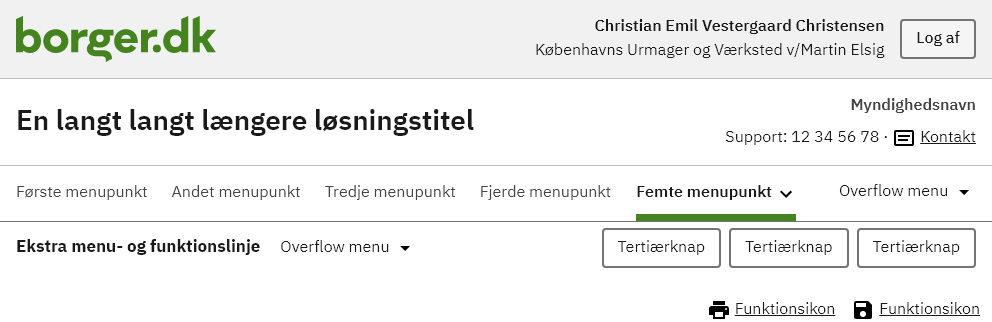 borger.dk
Christian Emil Vestergaard Christensen
Københavns Urmager og Værksted v/Martin Elsig
Log af
En langt langt længere løsningstitel
Myndighedsnavn
Support: 12 34 56 78 · Kontakt
Første menupunkt Andet menupunkt Tredje menupunkt Fjerde menupunkt Femte menupunkt Overflow menu
Ekstra menu- og funktionslinje Overflow menu Tertiærknap Tertiærknap Tertiærknap
Funktionsikon Funktionsikon